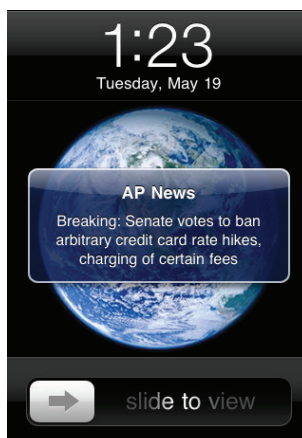 1:23
Tuesday, May 19
AP News
Breaking: Senate votes to ban
arbitrary credit card rate hikes,
charging of certain fees
slide to view